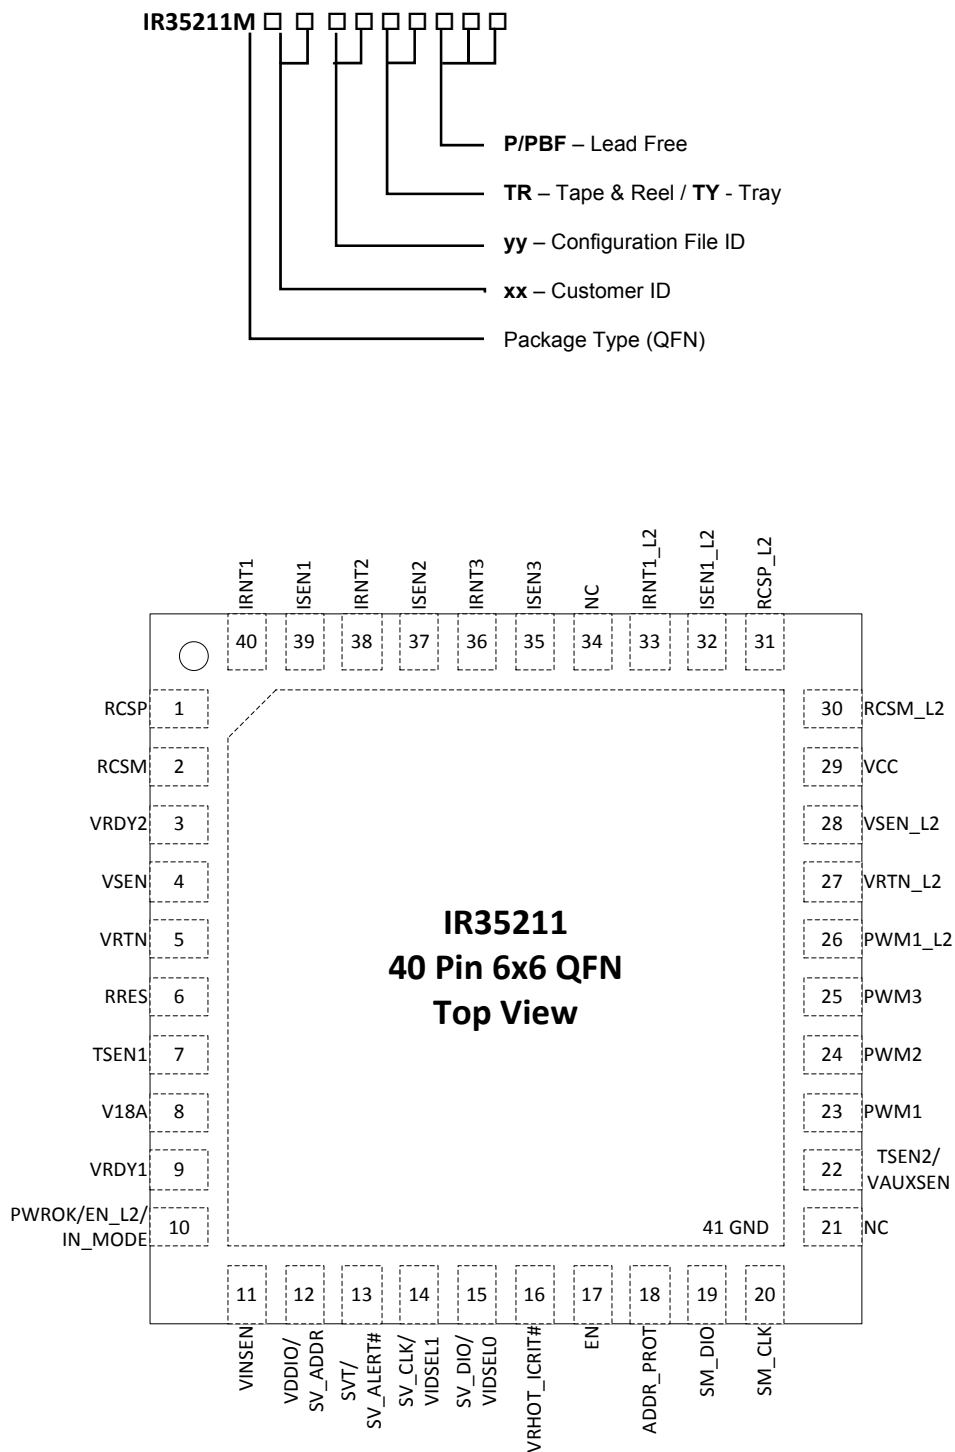 IR35211M □ □ □ □ □ □ □ □ □
P/PBF – Lead Free
TR – Tape & Reel / TY - Tray
yy – Configuration File ID
xx – Customer ID
Package Type (QFN)
IRNT1
ISEN1
IRNT2
ISEN2
IRNT3
ISEN3
NC
IRNT1_L2
ISEN1_L2
RCSP_L2
40
39
38
37
36
35
34
33
32
31
RCSP 1
RCSM 2
VRDY2 3
VSEN 4
VRTN 5
RRES 6
TSEN1 7
V18A 8
VRDY1 9
PWROK/EN_L2/
IN_MODE
10
30 RCSM_L2
29 VCC
28 VSEN_L2
27 VRTN_L2
26 PWM1_L2
25 PWM3
24 PWM2
23 PWM1
22
TSEN2/
VAUXSEN
21 NC
IR35211
40 Pin 6x6 QFN
Top View
41 GND
11
12
13
14
15
16
17
18
19
20
VINSEN
VDDIO/
SV_ADDR
SVT/
SV_ALERT#
SV_CLK/
VIDSEL1
SV_DIO/
VIDSEL0
VRHOT_ICRIT#
EN
ADDR_PROT
SM_DIO
SM_CLK